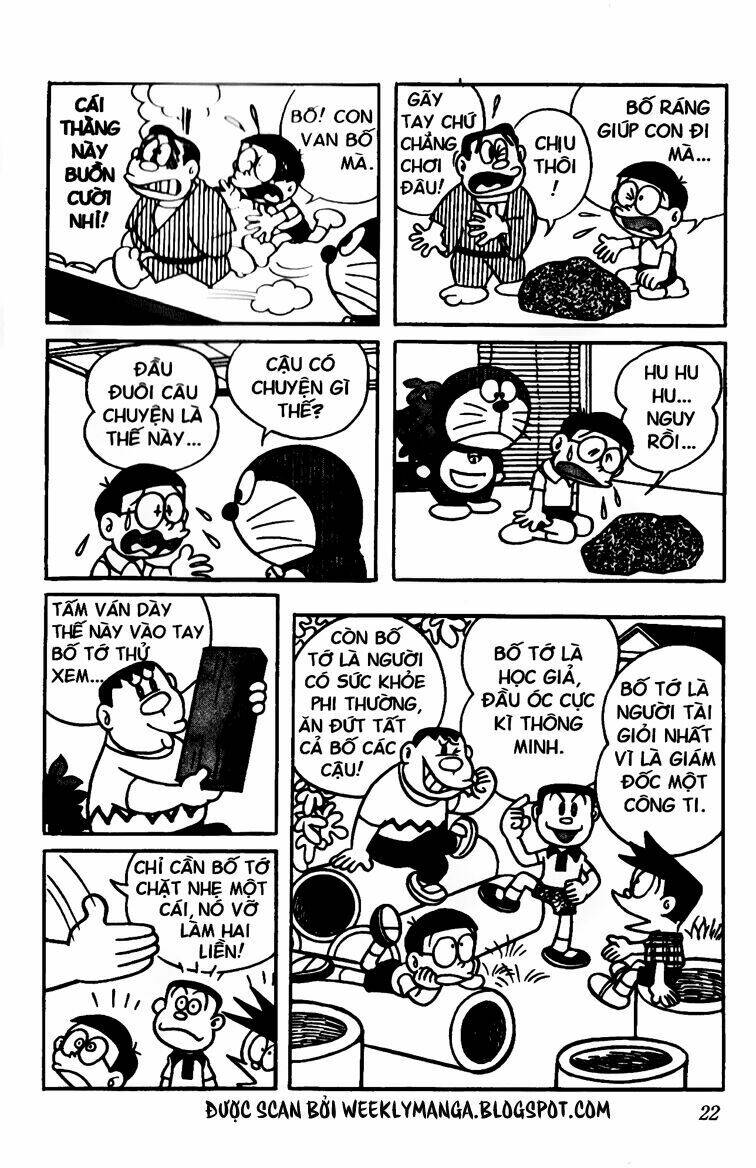 BỐ RÁNG
GIÚP CON ĐI
MÀ...
CHỊU
THÔI
!
GÃY
TAY CHỨ
CHẲNG
CHƠI
ĐÂU!
BỐ! CON
VAN BỐ
MÀ.
CÁI
THẰNG
NÀY
BUỒN
CƯỜI
NHỈ!
HU HU
HU...
NGUY
RỒI...
CẬU CÓ
CHUYỆN GÌ
THẾ?
ĐẦU
ĐUÔI CÂU
CHUYỆN LÀ
THẾ NÀY...
BỐ TỚ LÀ
NGƯỜI TÀI
GIỎI NHẤT
VÌ LÀ GIÁM
ĐỐC MỘT
CÔNG TI.
BỐ TỚ LÀ
HỌC GIẢ,
ĐẦU ÓC CỰC
KÌ THÔNG
MINH.
CÒN BỐ
TỚ LÀ NGƯỜI
CÓ SỨC KHỎE
PHI THƯỜNG,
ĂN ĐỨT TẤT
CẢ BỐ CÁC
CẬU!
TẤM VÁN DÀY
THẾ NÀY VÀO TAY
BỐ TỚ THỬ
XEM...
CHỈ CẦN BỐ TỚ
CHẶT NHẸ MỘT
CÁI, NÓ VỠ
LÀM HAI
LIỀN!
ĐƯỢC SCAN BỞI WEEKLYMANGA.BLOGSPOT.COM
22